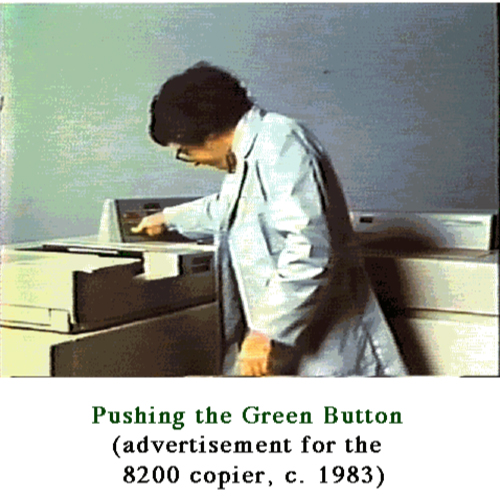 Pushing the Green Button
(advertisement for the
8200 copier, c. 1983)